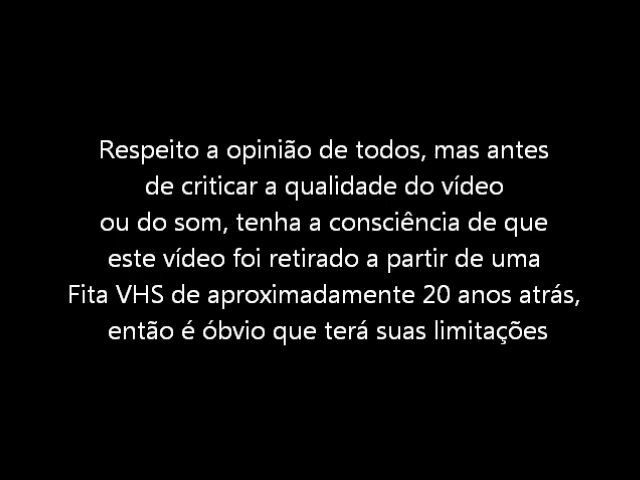 Respeito a opinião de todos, mas antes
de criticar a qualidade do vídeo
ou do som, tenha a consciência de que
este vídeo foi retirado a partir de uma
Fita VHS de aproximadamente 20 anos atrás,
então é óbvio que terá suas limitações